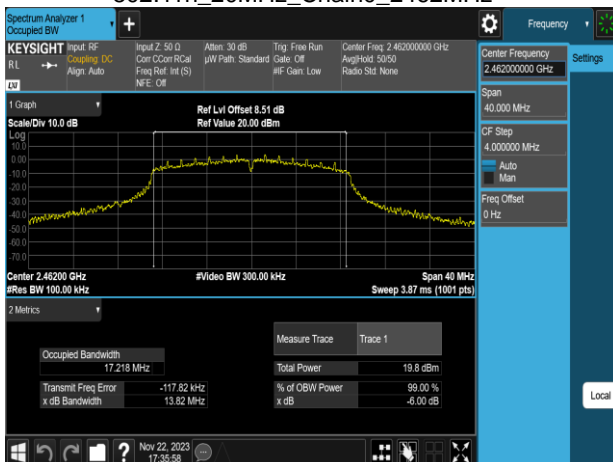 Spectrum Analyzer 1
Occupied BW
+
Frequency
KEYSIGHT
RL
LXI
Input: RF
Coupling: DC
Align: Auto
Input Z: 50 Ω
Corr CCorr RCal
Freq Ref: Int (S)
NFE: Off
Atten: 30 dB
µW Path: Standard
Trig: Free Run
Gate: Off
#IF Gain: Low
Center Freq: 2.462000000 GHz
Avg|Hold: 50/50
Radio Std: None
Center Frequency
2.462000000 GHz
Settings
Span
40.000 MHz
CF Step
4.000000 MHz
Auto
Man
Freq Offset
0 Hz
1 Graph
Scale/Div 10.0 dB
Ref Lvl Offset 8.51 dB
Ref Value 20.00 dBm
Log
10.0
0.00
-10.0
-20.0
-30.0
-40.0
-50.0
-60.0
-70.0
Center 2.46200 GHz
#Video BW 300.00 kHz
Span 40 MHz
#Res BW 100.00 kHz
Sweep 3.87 ms (1001 pts)
2 Metrics
Measure Trace
Trace 1
Occupied Bandwidth
17.218 MHz
Total Power
19.8 dBm
Transmit Freq Error
-117.82 kHz
% of OBW Power
99.00 %
x dB Bandwidth
13.82 MHz
x dB
-6.00 dB
Local
?
Nov 22, 2023
17:35:58